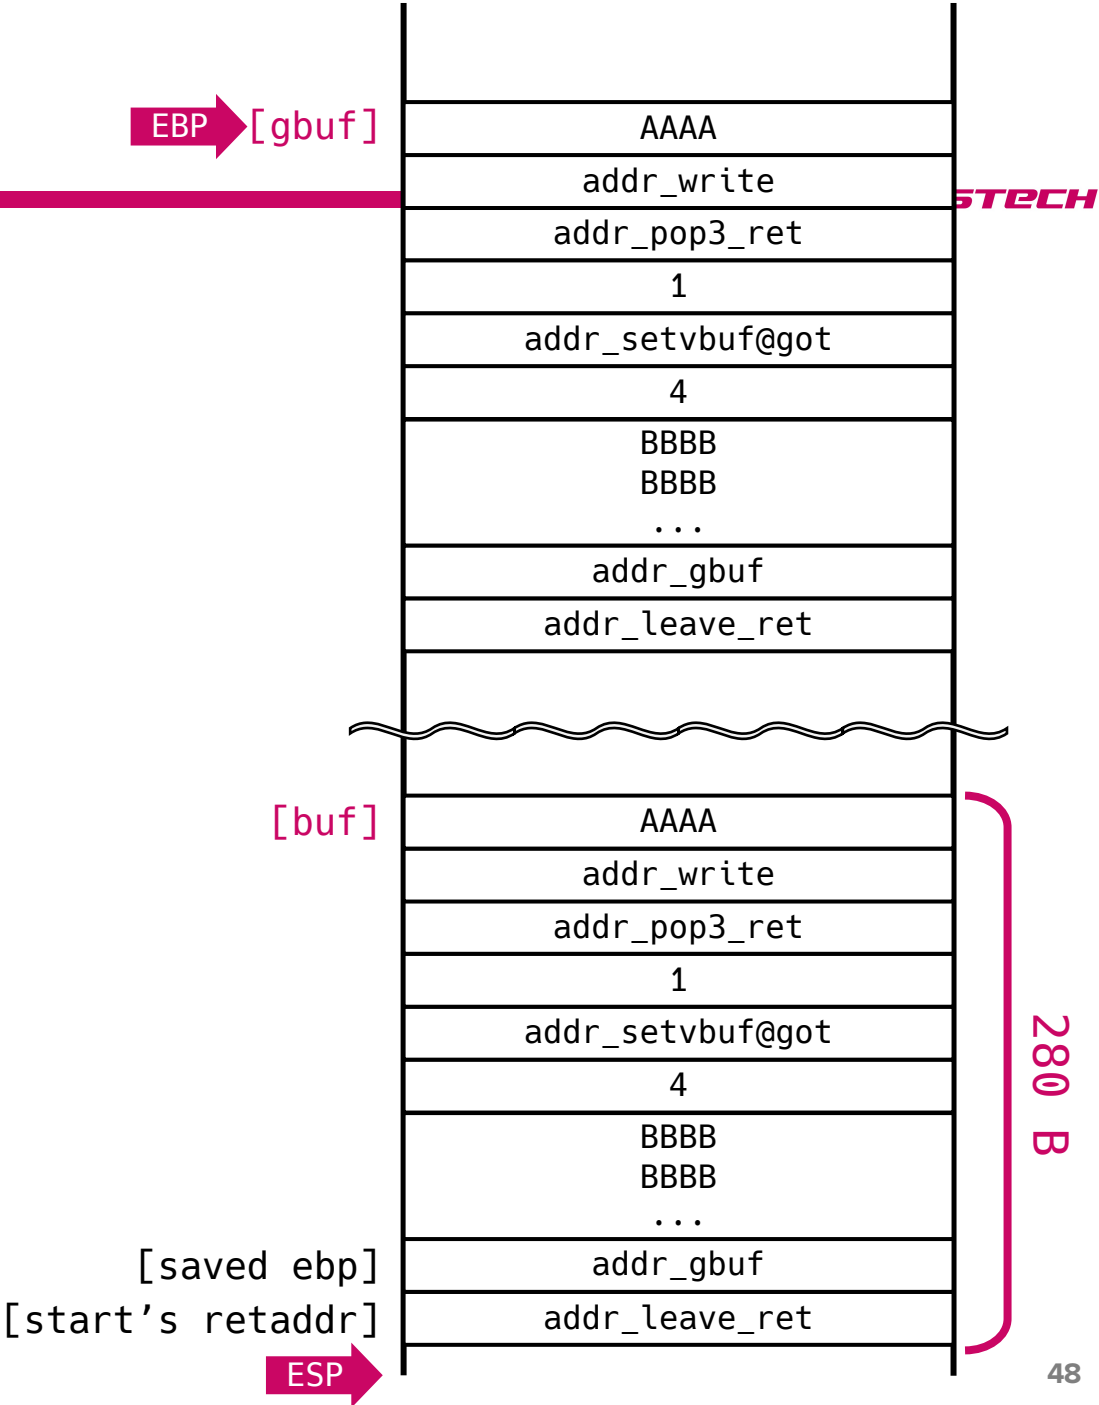 EBP [gbuf] AAAA
addr_write
STECH
addr_pop3_ret
1
addr_setvbuf@got
4
BBBB
BBBB
...
addr_gbuf
addr_leave_ret
[buf] AAAA
addr_write
addr_pop3_ret
1
addr_setvbuf@got
4
280 B
BBBB
BBBB
...
[saved ebp] addr_gbuf
[start’s retaddr] addr_leave_ret
ESP
48